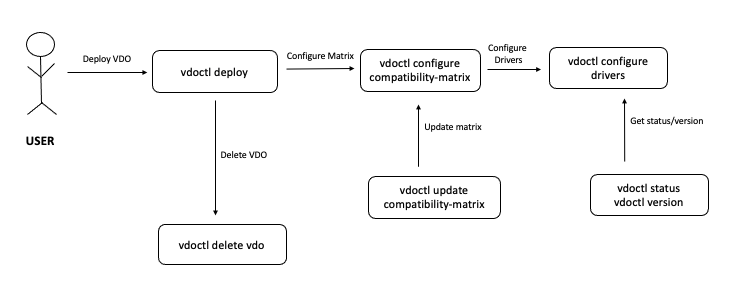 Deploy VDO
vdoctl deploy
Configure Matrix
vdoctl configure
compatibility-matrix
Configure
Drivers
vdoctl configure
drivers
USER
Delete VDO
Update matrix
Get status/version
vdoctl update
compatibility-matrix
vdoctl status
vdoctl version
vdoctl delete vdo